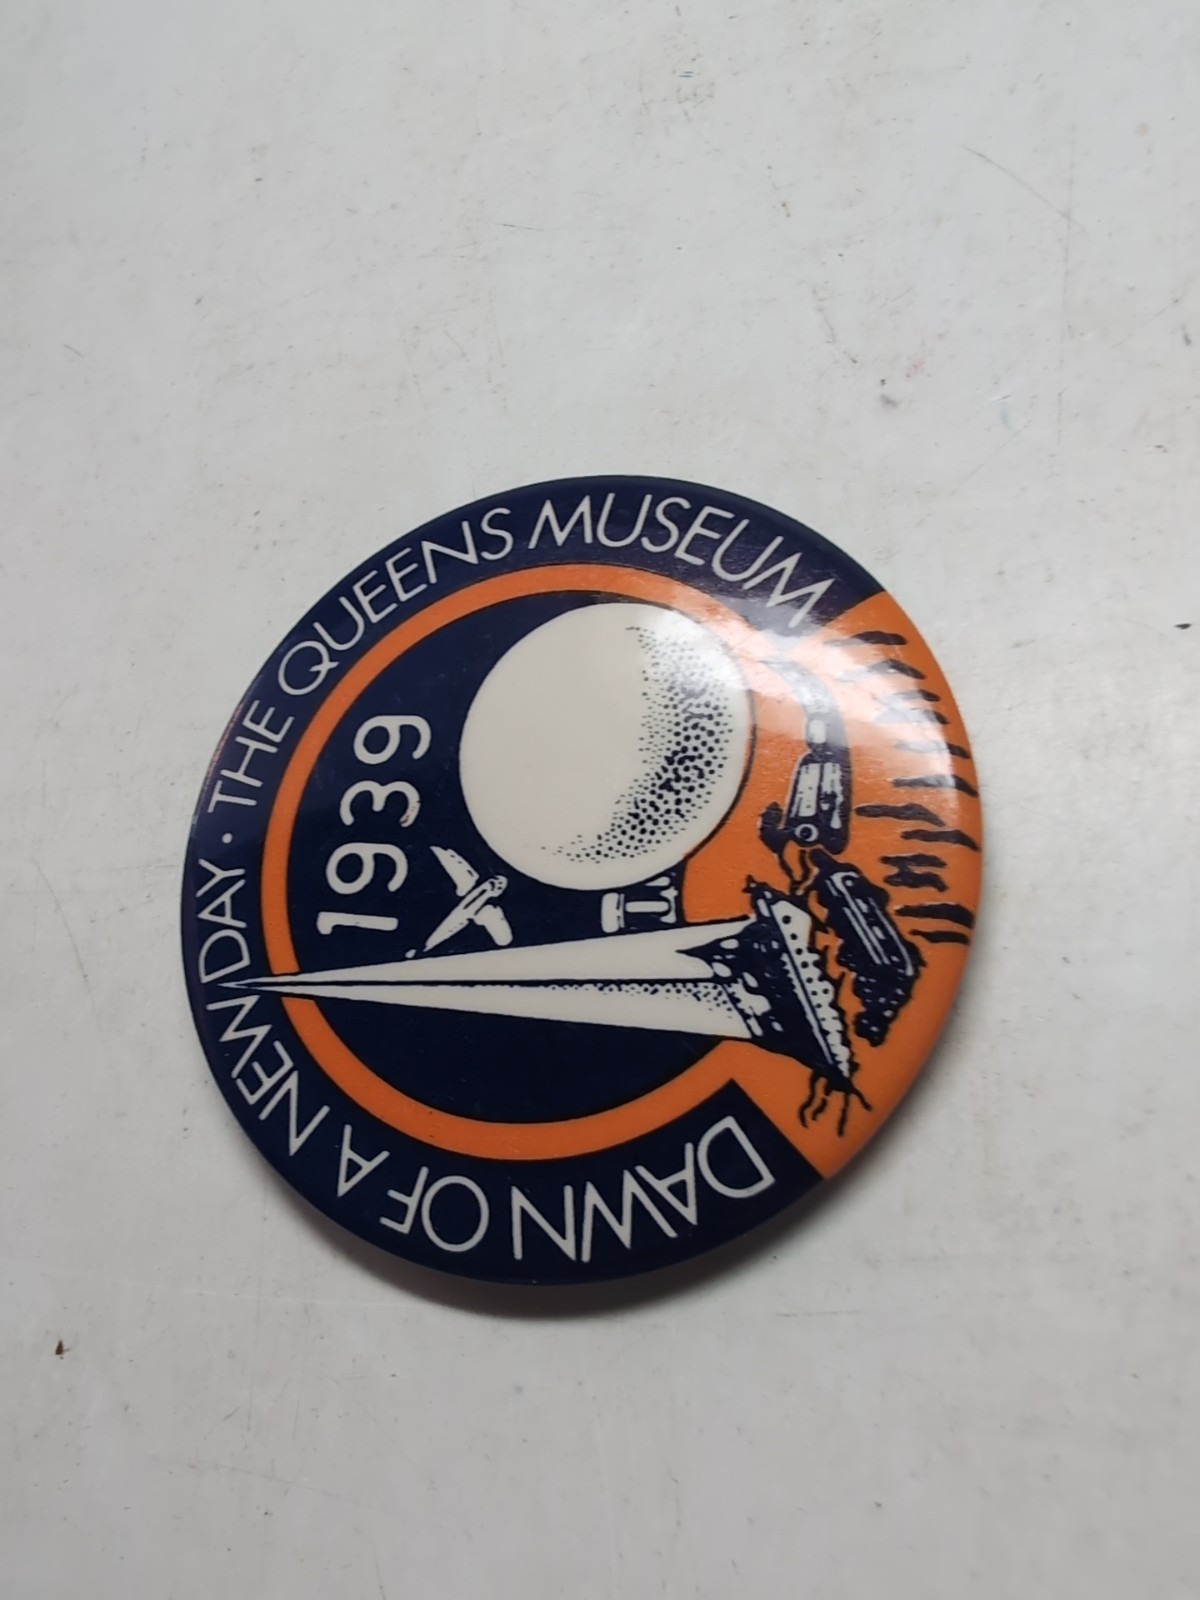 DAWN OF A NEW DAY · THE QUEENS MUSEUM
1939